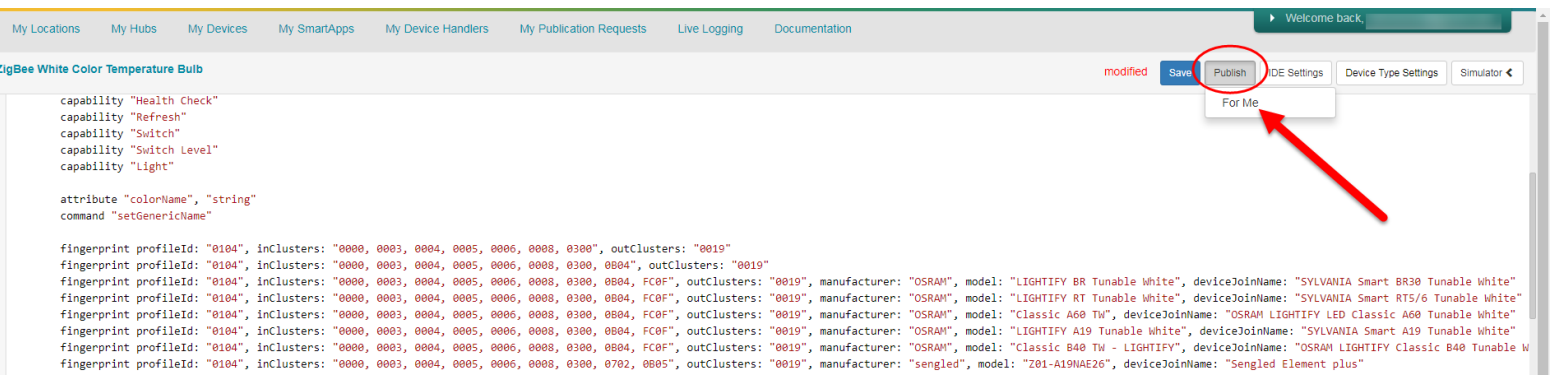 My Locations My Hubs My Devices My SmartApps My Device Handlers My Publication Requests Live Logging Documentation Welcome back,
ZigBee White Color Temperature Bulb modified Save Publish IDE Settings Device Type Settings Simulator
For Me
capability "Health Check"
capability "Refresh"
capability "Switch"
capability "Switch Level"
capability "Light"
attribute "colorName", "string"
command "setGenericName"
fingerprint profileId: "0104", inClusters: "0000, 0003, 0004, 0005, 0006, 0008, 0300", outClusters: "0019"
fingerprint profileId: "0104", inClusters: "0000, 0003, 0004, 0005, 0006, 0008, 0300, 0B04", outClusters: "0019"
fingerprint profileId: "0104", inClusters: "0000, 0003, 0004, 0005, 0006, 0008, 0300, 0B04, FC0F", outClusters: "0019", manufacturer: "OSRAM", model: "LIGHTIFY BR Tunable White", deviceJoinName: "SYLVANIA Smart BR30 Tunable White"
fingerprint profileId: "0104", inClusters: "0000, 0003, 0004, 0005, 0006, 0008, 0300, 0B04, FC0F", outClusters: "0019", manufacturer: "OSRAM", model: "LIGHTIFY RT Tunable White", deviceJoinName: "SYLVANIA Smart RT5/6 Tunable White"
fingerprint profileId: "0104", inClusters: "0000, 0003, 0004, 0005, 0006, 0008, 0300, 0B04, FC0F", outClusters: "0019", manufacturer: "OSRAM", model: "Classic A60 TW", deviceJoinName: "OSRAM LIGHTIFY LED Classic A60 Tunable White"
fingerprint profileId: "0104", inClusters: "0000, 0003, 0004, 0005, 0006, 0008, 0300, 0B04, FC0F", outClusters: "0019", manufacturer: "OSRAM", model: "LIGHTIFY A19 Tunable White", deviceJoinName: "SYLVANIA Smart A19 Tunable White"
fingerprint profileId: "0104", inClusters: "0000, 0003, 0004, 0005, 0006, 0008, 0300, 0B04, FC0F", outClusters: "0019", manufacturer: "OSRAM", model: "Classic B40 TW - LIGHTIFY", deviceJoinName: "OSRAM LIGHTIFY Classic B40 Tunable W
fingerprint profileId: "0104", inClusters: "0000, 0003, 0004, 0005, 0006, 0008, 0300, 0702, 0B05", outClusters: "0019", manufacturer: "sengled", model: "Z01-A19NAE26", deviceJoinName: "Sengled Element plus"